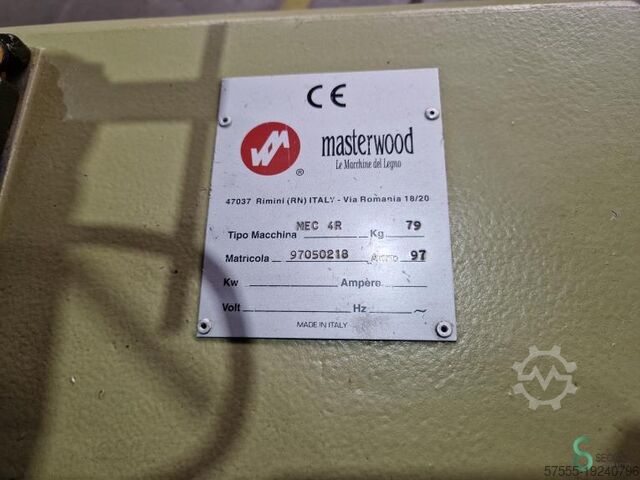 CE
masterwood
Le Macchine del Legno
®
47037 Rimini (RN) ITALY - Via Romania 18/20
Tipo Macchina MEC 4R Kg 79
Matricola 97050218 Anno 97
Kw Ampère
Volt Hz ~
MADE IN ITALY
57555-19240796